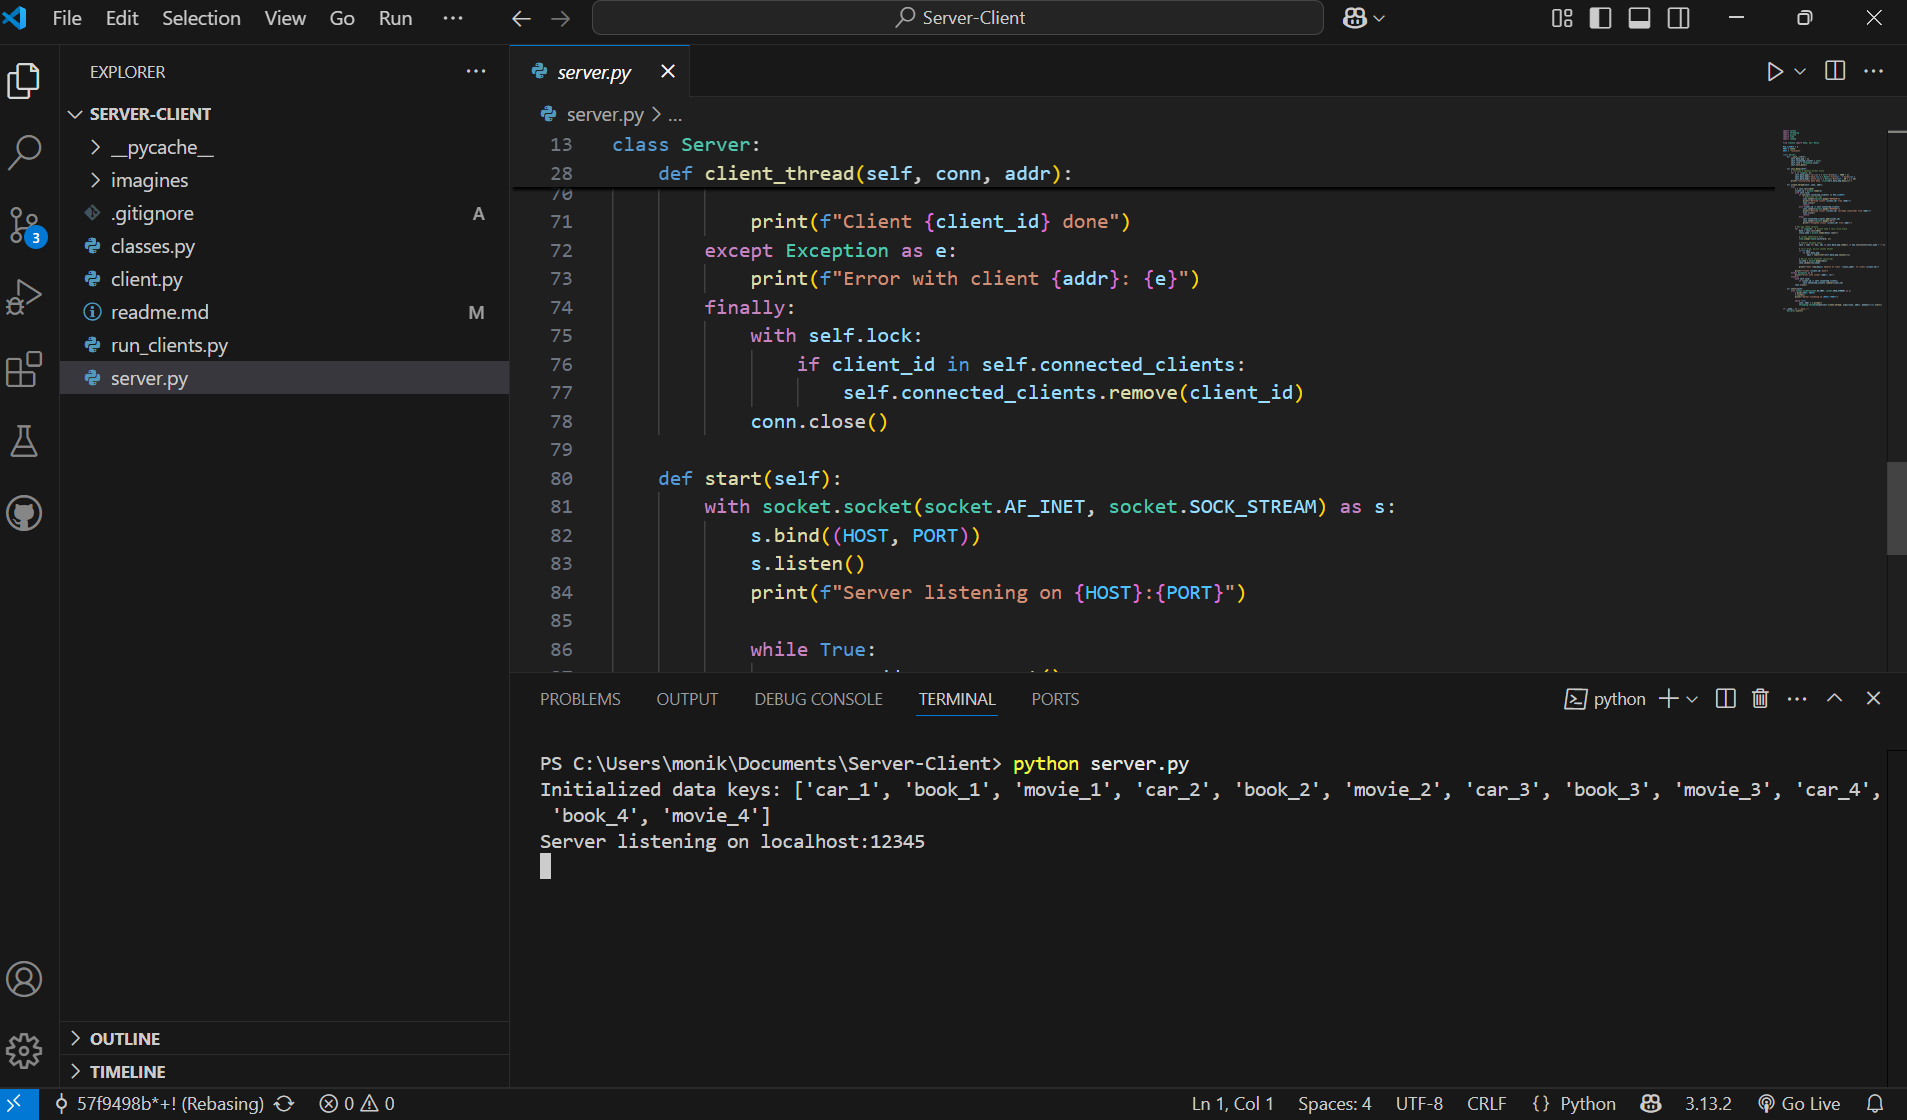 File Edit Selection View Go Run ···
Server-Client
EXPLORER
SERVER-CLIENT
__pycache__
imagines
.gitignore A
classes.py
client.py
readme.md M
run_clients.py
server.py
3
OUTLINE
TIMELINE
server.py
server.py > ...
13 class Server:
28 def client_thread(self, conn, addr):
70
71 print(f"Client {client_id} done")
72 except Exception as e:
73 print(f"Error with client {addr}: {e}")
74 finally:
75 with self.lock:
76 if client_id in self.connected_clients:
77 self.connected_clients.remove(client_id)
78 conn.close()
79
80 def start(self):
81 with socket.socket(socket.AF_INET, socket.SOCK_STREAM) as s:
82 s.bind((HOST, PORT))
83 s.listen()
84 print(f"Server listening on {HOST}:{PORT}")
85
86 while True:
PROBLEMS OUTPUT DEBUG CONSOLE TERMINAL PORTS
python
PS C:\Users\monik\Documents\Server-Client> python server.py
Initialized data keys: ['car_1', 'book_1', 'movie_1', 'car_2', 'book_2', 'movie_2', 'car_3', 'book_3', 'movie_3', 'car_4',
'book_4', 'movie_4']
Server listening on localhost:12345
57f9498b*+! (Rebasing) 0 0 Ln 1, Col 1 Spaces: 4 UTF-8 CRLF {} Python 3.13.2 Go Live